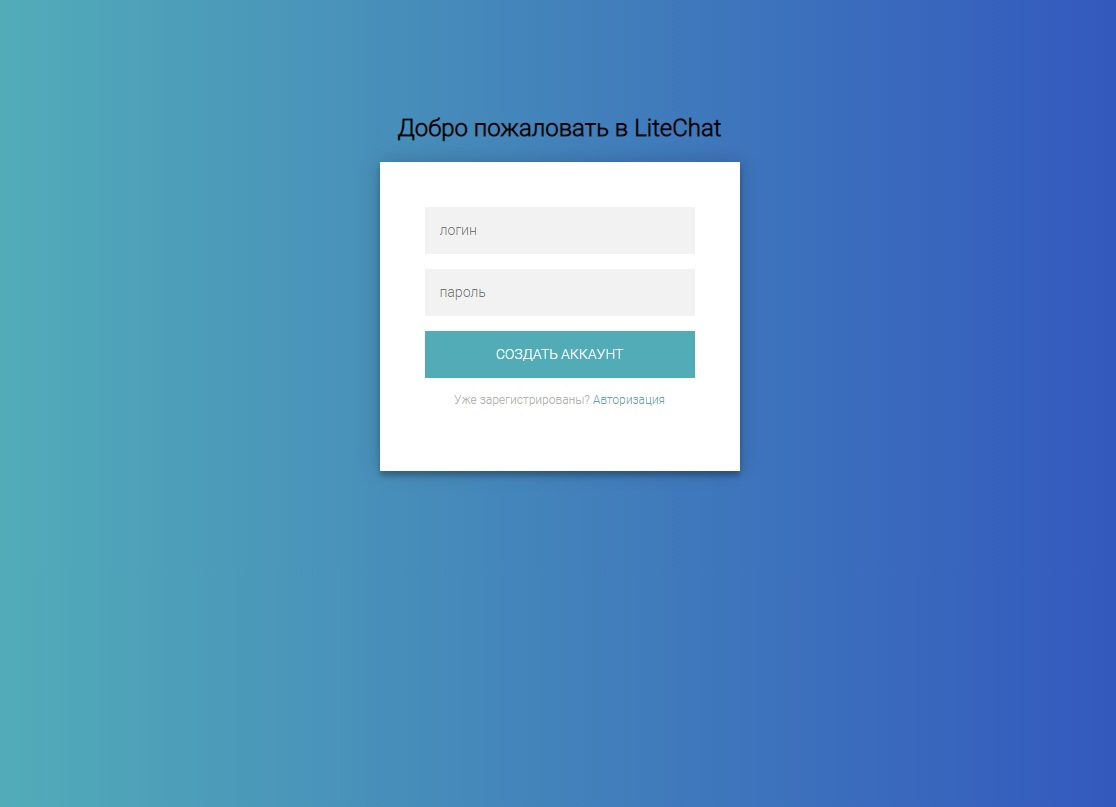 Добро пожаловать в LiteChat
логин
пароль
СОЗДАТЬ АККАУНТ
Уже зарегистрированы? Авторизация